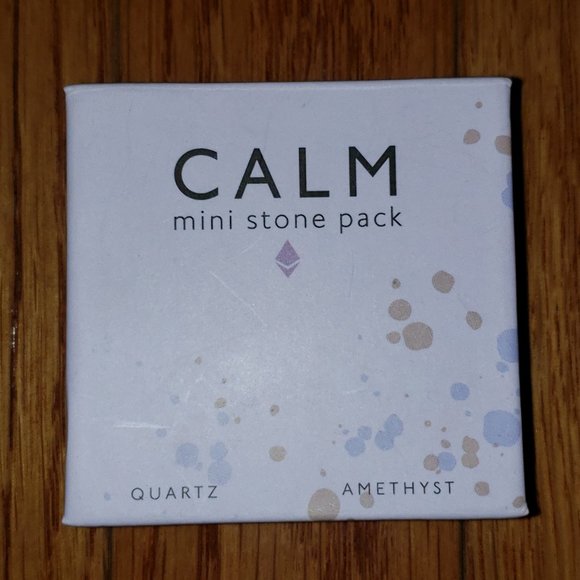 CALM
mini stone pack
QUARTZ AMETHYST